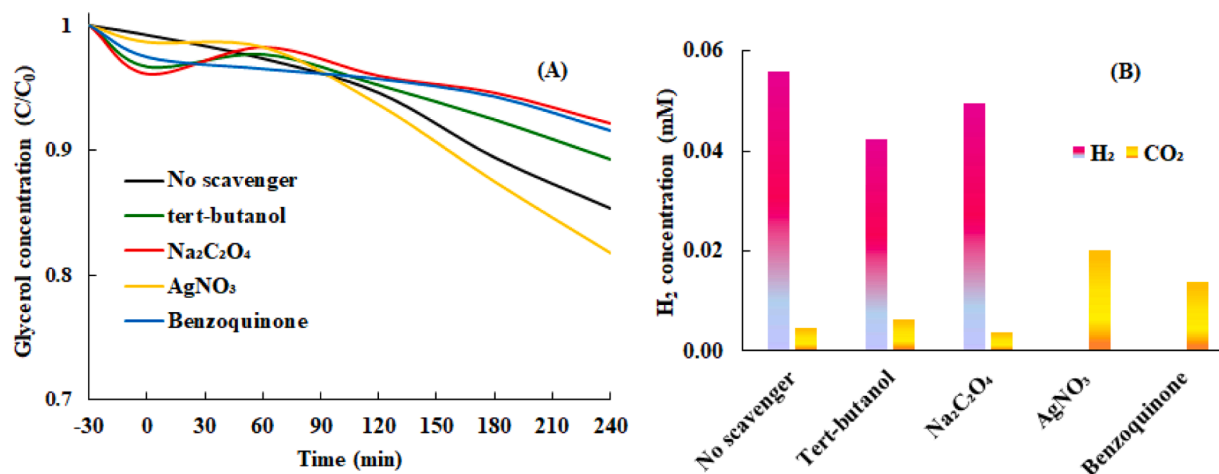 Glycerol concentration (C/C₀)
1
0.9
0.8
0.7
(A)
No scavenger
tert-butanol
Na₂C₂O₄
AgNO₃
Benzoquinone
-30 0 30 60 90 120 150 180 210 240
Time (min)
H₂ concentration (mM)
0.06
0.04
0.02
0.00
(B)
H₂ CO₂
No scavenger
Tert-butanol
Na₂C₂O₄
AgNO₃
Benzoquinone